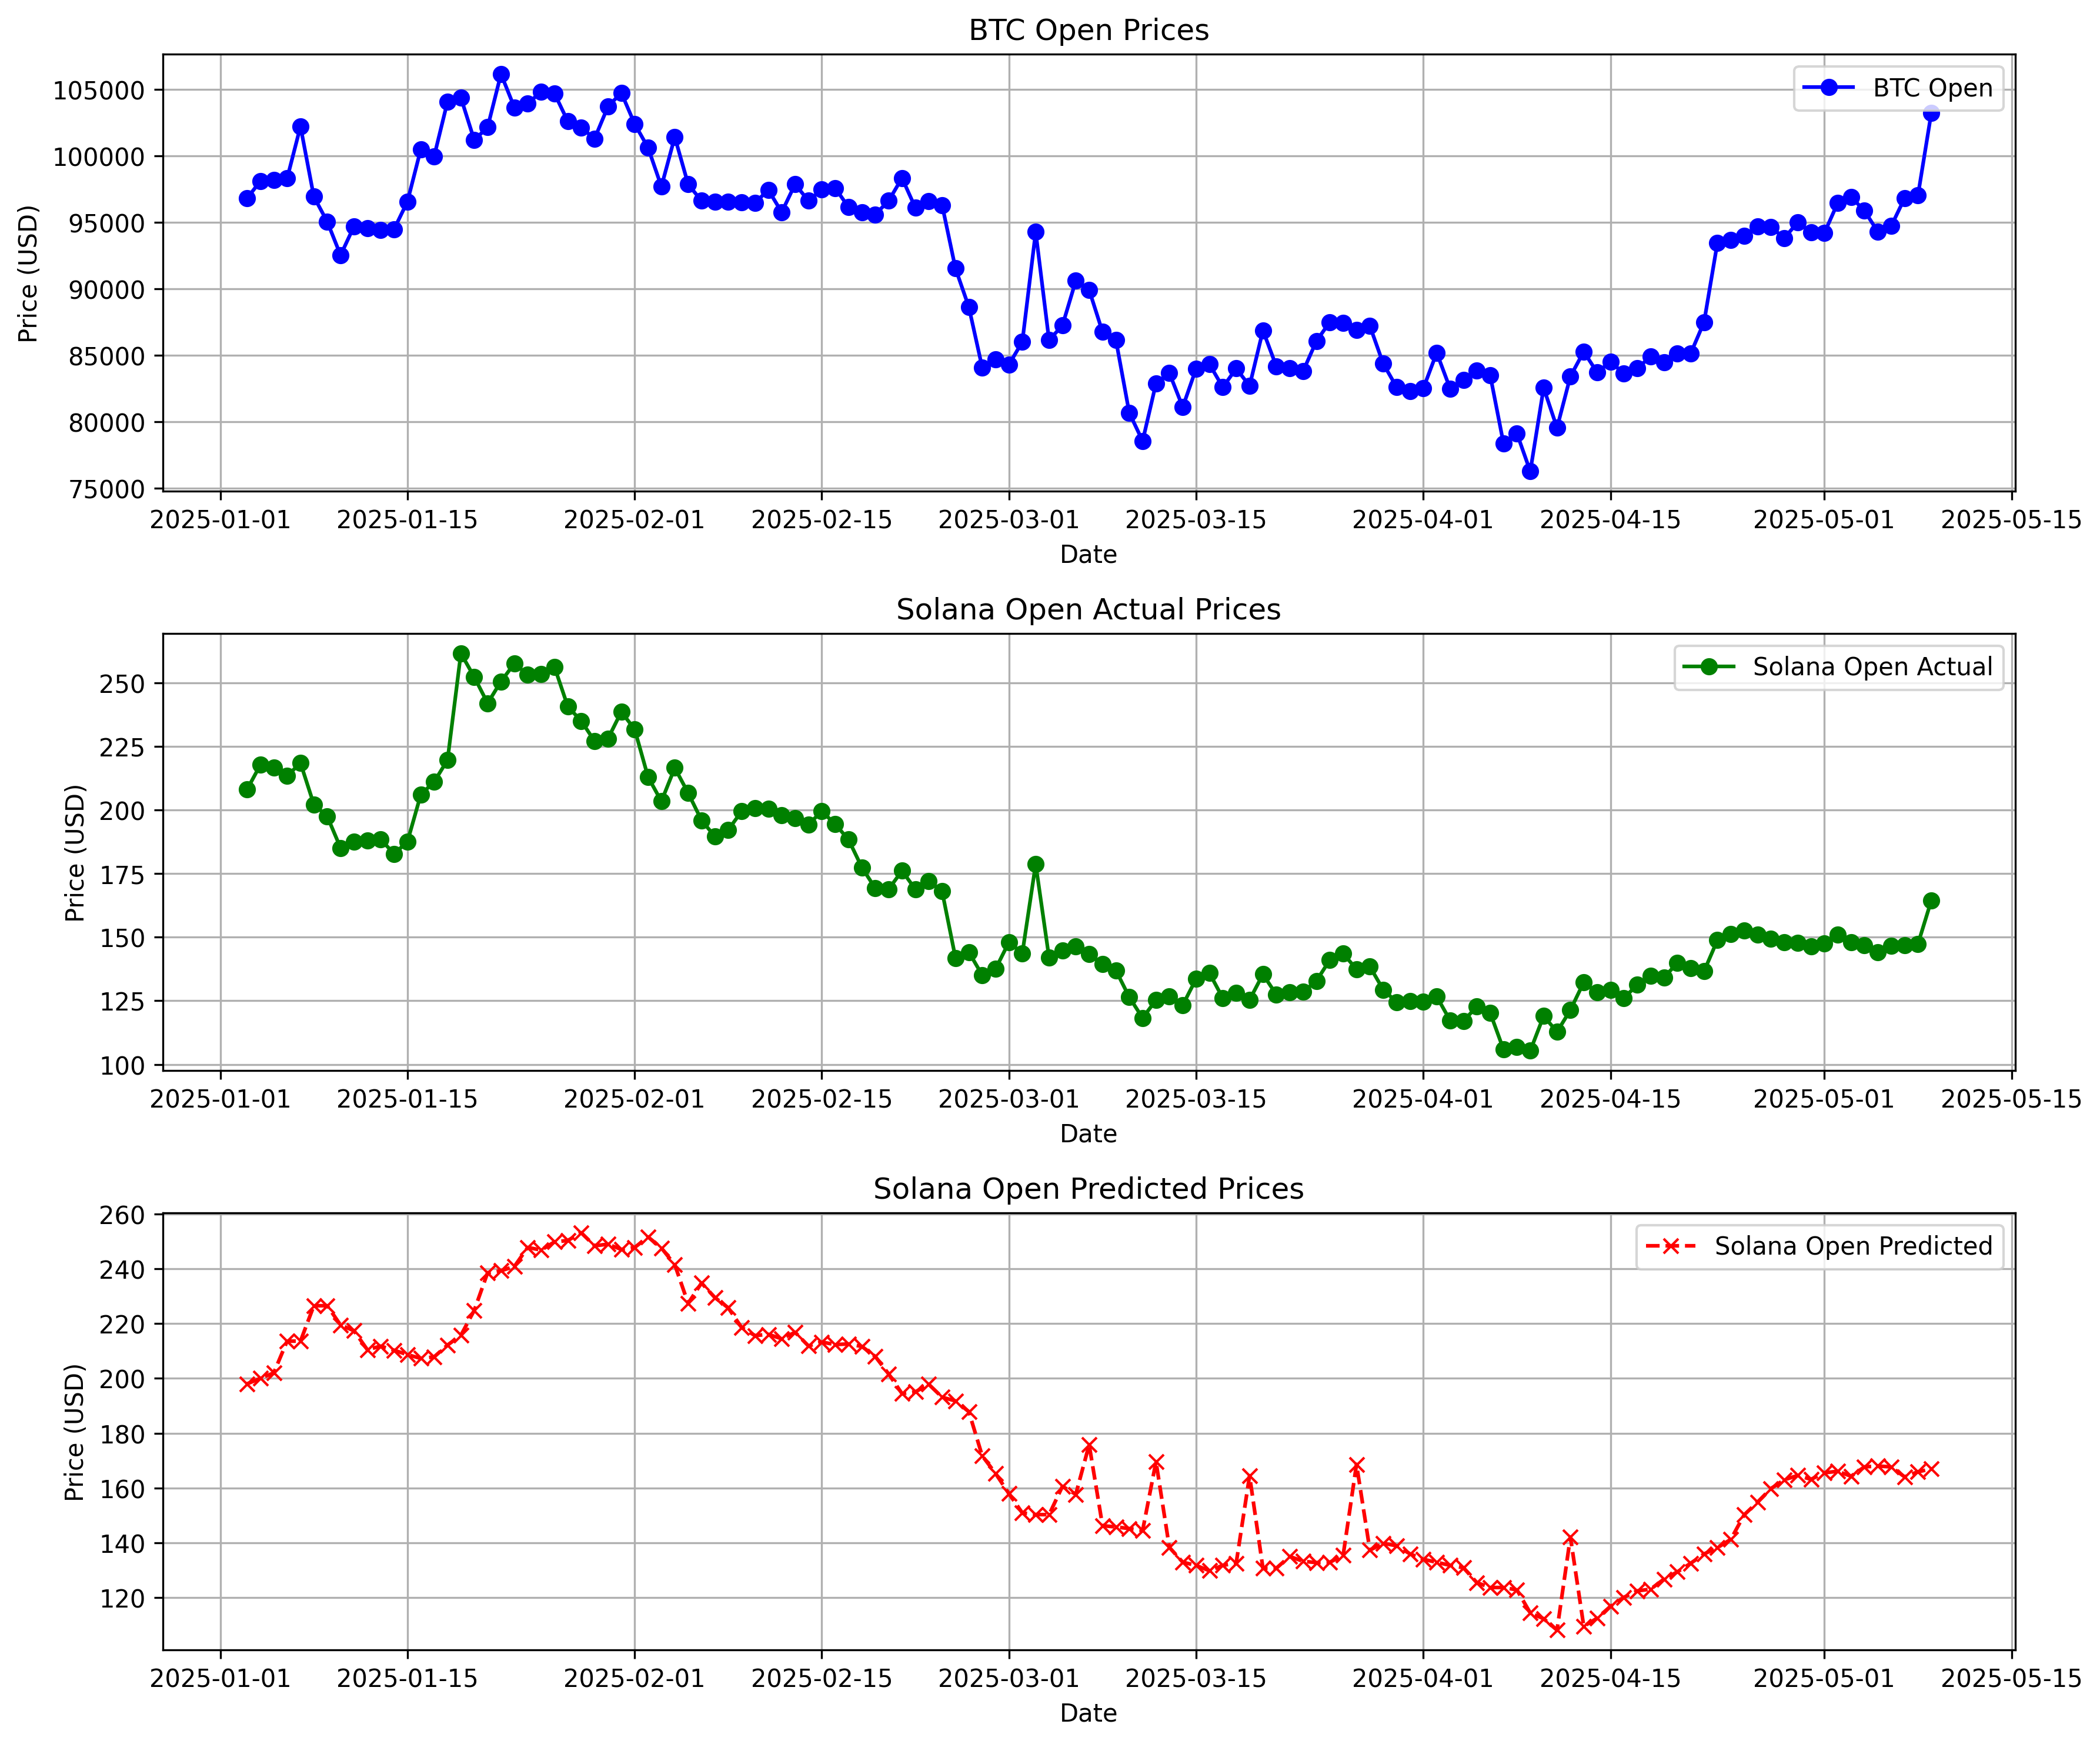 BTC Open Prices
BTC Open
105000
100000
95000
90000
85000
80000
75000
Price (USD)
2025-01-01 2025-01-15 2025-02-01 2025-02-15 2025-03-01 2025-03-15 2025-04-01 2025-04-15 2025-05-01 2025-05-15
Date
Solana Open Actual Prices
Solana Open Actual
250
225
200
175
150
125
100
Price (USD)
2025-01-01 2025-01-15 2025-02-01 2025-02-15 2025-03-01 2025-03-15 2025-04-01 2025-04-15 2025-05-01 2025-05-15
Date
Solana Open Predicted Prices
Solana Open Predicted
260
240
220
200
180
160
140
120
Price (USD)
2025-01-01 2025-01-15 2025-02-01 2025-02-15 2025-03-01 2025-03-15 2025-04-01 2025-04-15 2025-05-01 2025-05-15
Date